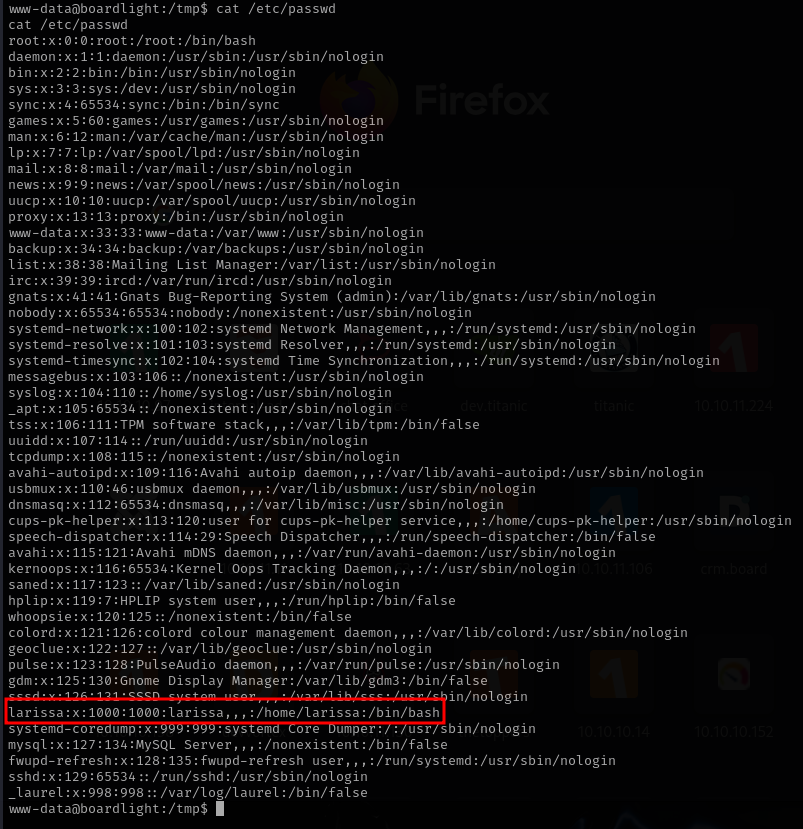 www-data@boardlight:/tmp$ cat /etc/passwd
cat /etc/passwd
root:x:0:0:root:/root:/bin/bash
daemon:x:1:1:daemon:/usr/sbin:/usr/sbin/nologin
bin:x:2:2:bin:/bin:/usr/sbin/nologin
sys:x:3:3:sys:/dev:/usr/sbin/nologin
sync:x:4:65534:sync:/bin:/bin/sync
games:x:5:60:games:/usr/games:/usr/sbin/nologin
man:x:6:12:man:/var/cache/man:/usr/sbin/nologin
lp:x:7:7:lp:/var/spool/lpd:/usr/sbin/nologin
mail:x:8:8:mail:/var/mail:/usr/sbin/nologin
news:x:9:9:news:/var/spool/news:/usr/sbin/nologin
uucp:x:10:10:uucp:/var/spool/uucp:/usr/sbin/nologin
proxy:x:13:13:proxy:/bin:/usr/sbin/nologin
www-data:x:33:33:www-data:/var/www:/usr/sbin/nologin
backup:x:34:34:backup:/var/backups:/usr/sbin/nologin
list:x:38:38:Mailing List Manager:/var/list:/usr/sbin/nologin
irc:x:39:39:ircd:/var/run/ircd:/usr/sbin/nologin
gnats:x:41:41:Gnats Bug-Reporting System (admin):/var/lib/gnats:/usr/sbin/nologin
nobody:x:65534:65534:nobody:/nonexistent:/usr/sbin/nologin
systemd-network:x:100:102:systemd Network Management,,,:/run/systemd:/usr/sbin/nologin
systemd-resolve:x:101:103:systemd Resolver,,,:/run/systemd:/usr/sbin/nologin
systemd-timesync:x:102:104:systemd Time Synchronization,,,:/run/systemd:/usr/sbin/nologin
messagebus:x:103:106::/nonexistent:/usr/sbin/nologin
syslog:x:104:110::/home/syslog:/usr/sbin/nologin
_apt:x:105:65534::/nonexistent:/usr/sbin/nologin
tss:x:106:111:TPM software stack,,,:/var/lib/tpm:/bin/false
uuidd:x:107:114::/run/uuidd:/usr/sbin/nologin
tcpdump:x:108:115::/nonexistent:/usr/sbin/nologin
avahi-autoipd:x:109:116:Avahi autoip daemon,,,:/var/lib/avahi-autoipd:/usr/sbin/nologin
usbmux:x:110:46:usbmux daemon,,,:/var/lib/usbmux:/usr/sbin/nologin
dnsmasq:x:112:65534:dnsmasq,,,:/var/lib/misc:/usr/sbin/nologin
cups-pk-helper:x:113:120:user for cups-pk-helper service,,,:/home/cups-pk-helper:/usr/sbin/nologin
speech-dispatcher:x:114:29:Speech Dispatcher,,,:/run/speech-dispatcher:/bin/false
avahi:x:115:121:Avahi mDNS daemon,,,:/var/run/avahi-daemon:/usr/sbin/nologin
kernoops:x:116:65534:Kernel Oops Tracking Daemon,,,:/:/usr/sbin/nologin
saned:x:117:123::/var/lib/saned:/usr/sbin/nologin
hplip:x:119:7:HPLIP system user,,,:/run/hplip:/bin/false
whoopsie:x:120:125::/nonexistent:/bin/false
colord:x:121:126:colord colour management daemon,,,:/var/lib/colord:/usr/sbin/nologin
geoclue:x:122:127::/var/lib/geoclue:/usr/sbin/nologin
pulse:x:123:128:PulseAudio daemon,,,:/var/run/pulse:/usr/sbin/nologin
gdm:x:125:130:Gnome Display Manager:/var/lib/gdm3:/bin/false
sssd:x:126:131:SSSD system user,,,:/var/lib/sss:/usr/sbin/nologin
larissa:x:1000:1000:larissa,,,:/home/larissa:/bin/bash
systemd-coredump:x:999:999:systemd Core Dumper:/:/usr/sbin/nologin
mysql:x:127:134:MySQL Server,,,:/nonexistent:/bin/false
fwupd-refresh:x:128:135:fwupd-refresh user,,,:/run/systemd:/usr/sbin/nologin
sshd:x:129:65534::/run/sshd:/usr/sbin/nologin
_laurel:x:998:998::/var/log/laurel:/bin/false
www-data@boardlight:/tmp$
Firefox
dev.titanic
titanic
10.10.11.224
10.10.11.106
crm.board
10.10.10.14
10.10.10.152